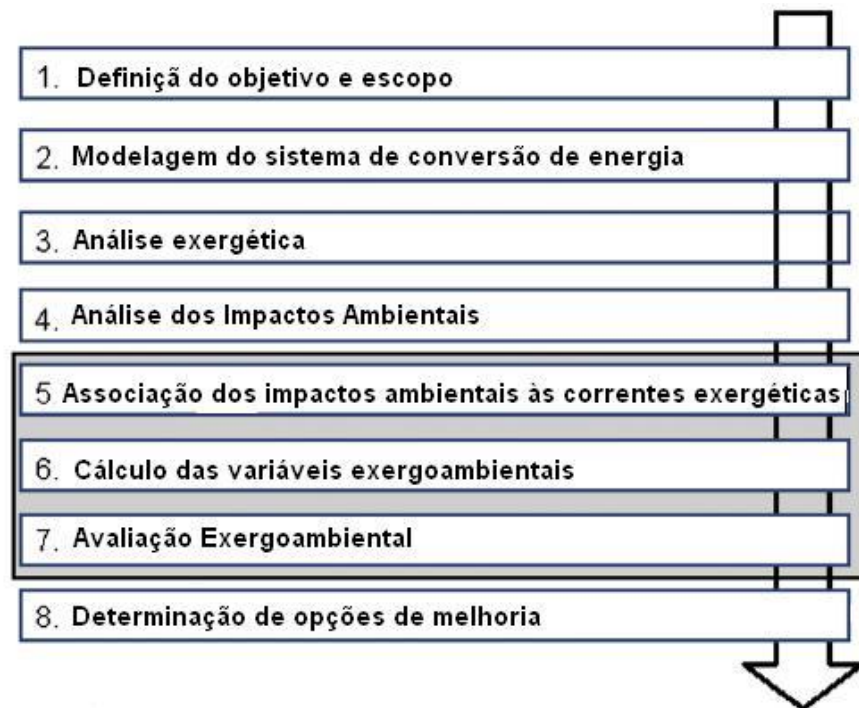 1. Definiçã do objetivo e escopo
2. Modelagem do sistema de conversão de energia
3. Análise exergética
4. Análise dos Impactos Ambientais
5 Associação dos impactos ambientais às correntes exergéticas
6. Cálculo das variáveis exergoambientais
7. Avaliação Exergoambiental
8. Determinação de opções de melhoria